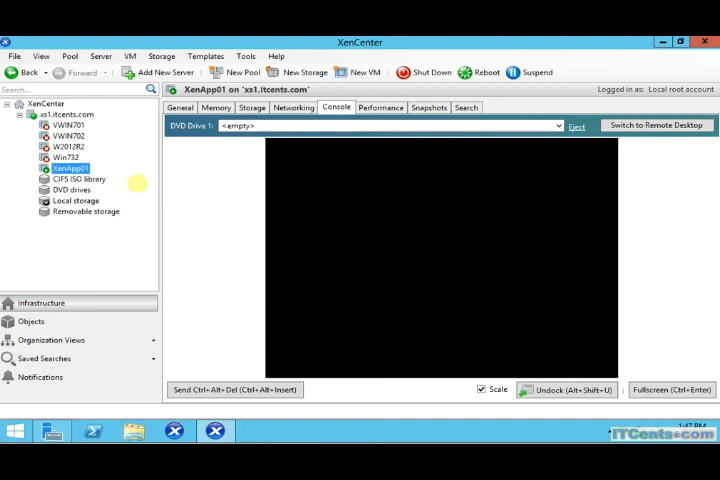 XenCenter
File View Pool Server VM Storage Templates Tools Help
Back Forward Add New Server New Pool New Storage New VM Shut Down Reboot Suspend
Search...
XenApp01 on 'xs1.itcents.com'
Logged in as: Local root account
General Memory Storage Networking Console Performance Snapshots Search
DVD Drive 1: <empty> Eject Switch to Remote Desktop
XenCenter
xs1.itcents.com
VWIN701
VWIN702
W2012R2
Win732
XenApp01
CIFS ISO library
DVD drives
Local storage
Removable storage
Infrastructure
Objects
Organization Views
Saved Searches
Notifications
Send Ctrl+Alt+Del (Ctrl+Alt+Insert) Scale Undock (Alt+Shift+U) Fullscreen (Ctrl+Enter)
1:47 PM
ITCents.com